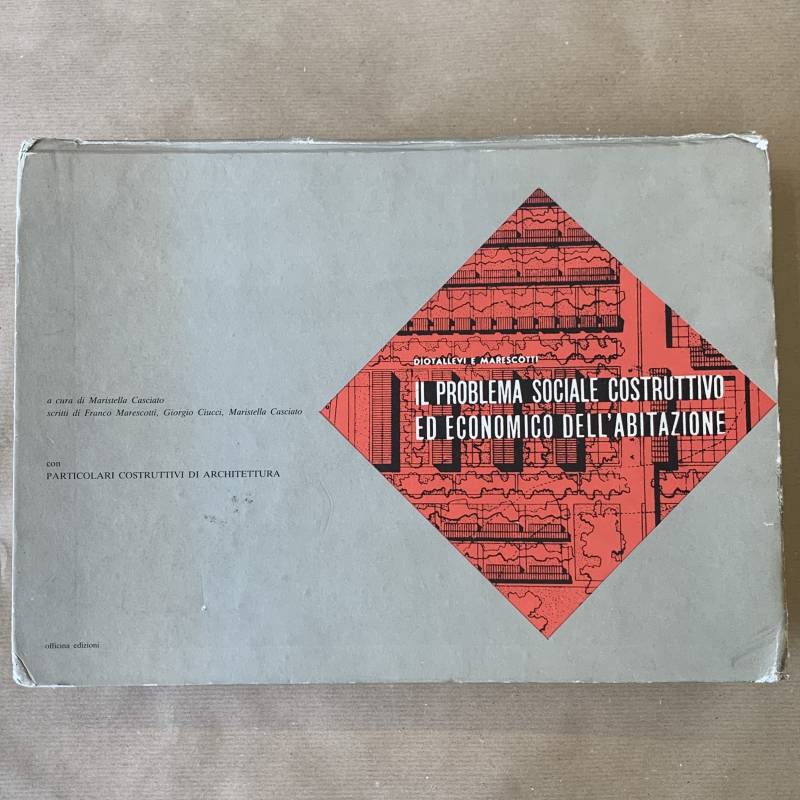 a cura di Maristella Casciato
scritti di Franco Marescotti, Giorgio Ciucci, Maristella Casciato
con
PARTICOLARI COSTRUTTIVI DI ARCHITETTURA
officina edizioni
DIOTALLEVI E MARESCOTTI
IL PROBLEMA SOCIALE COSTRUTTIVO
ED ECONOMICO DELL'ABITAZIONE